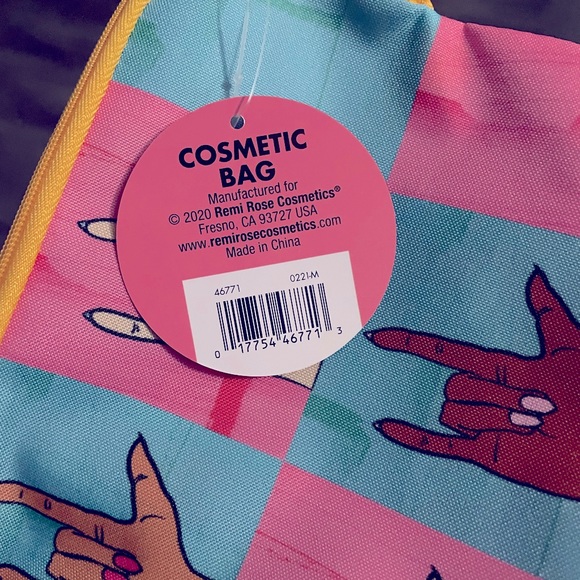 COSMETIC
BAG
Manufactured for
© 2020 Remi Rose Cosmetics®
Fresno, CA 93727 USA
www.remirosecosmetics.com
Made in China
46771 0221-M
0 17754 46771 3